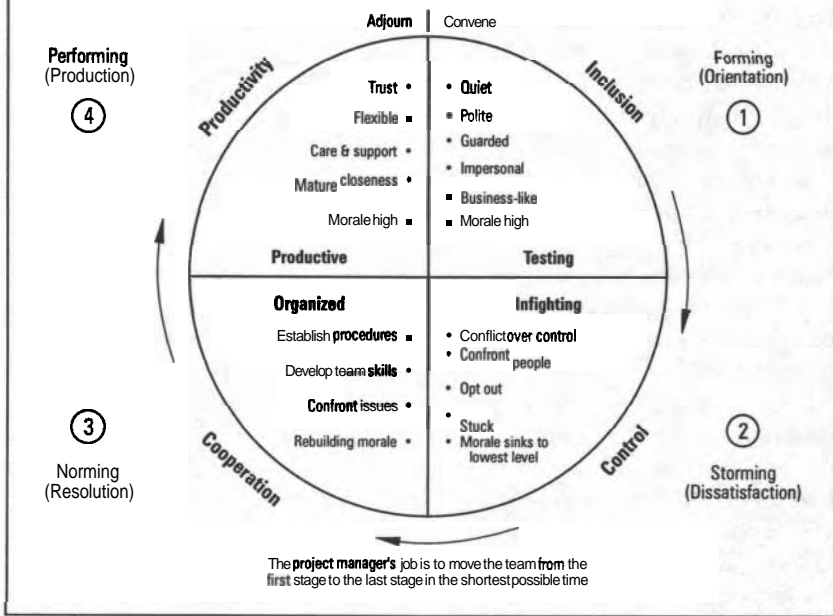 Adjourn | Convene
Performing
(Production)
4
Productivity
Trust •
Flexible ▪
Care & support •
Mature closeness •
Morale high ▪
Productive
• Quiet
• Polite
• Guarded
• Impersonal
▪ Business-like
▪ Morale high
Testing
Inclusion
Forming
(Orientation)
1
Organized
Establish procedures ▪
Develop team skills •
Confront issues •
Rebuilding morale •
Cooperation
3
Norming
(Resolution)
Infighting
• Conflict over control
• Confront people
• Opt out
• Stuck
• Morale sinks to
lowest level
Control
2
Storming
(Dissatisfaction)
The project manager's job is to move the team from the
first stage to the last stage in the shortest possible time